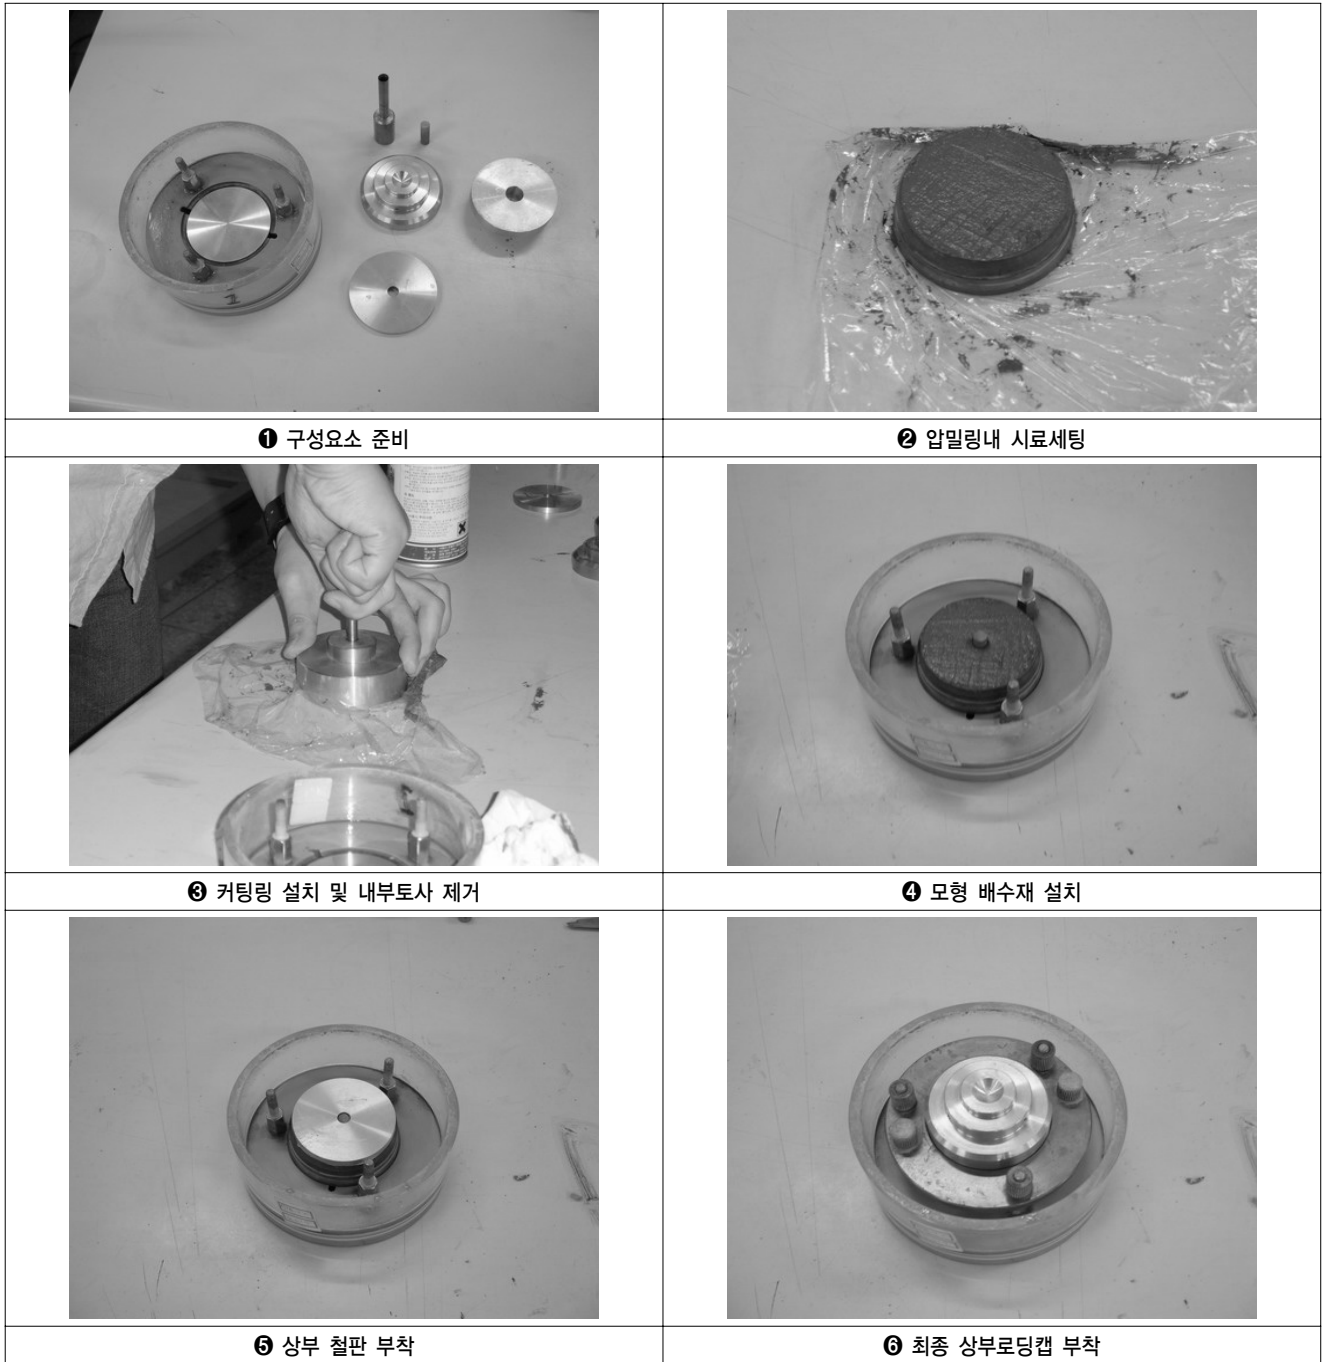 ❶ 구성요소 준비
❷ 압밀링내 시료세팅
❸ 커팅링 설치 및 내부토사 제거
❹ 모형 배수재 설치
❺ 상부 철판 부착
❻ 최종 상부로딩캡 부착